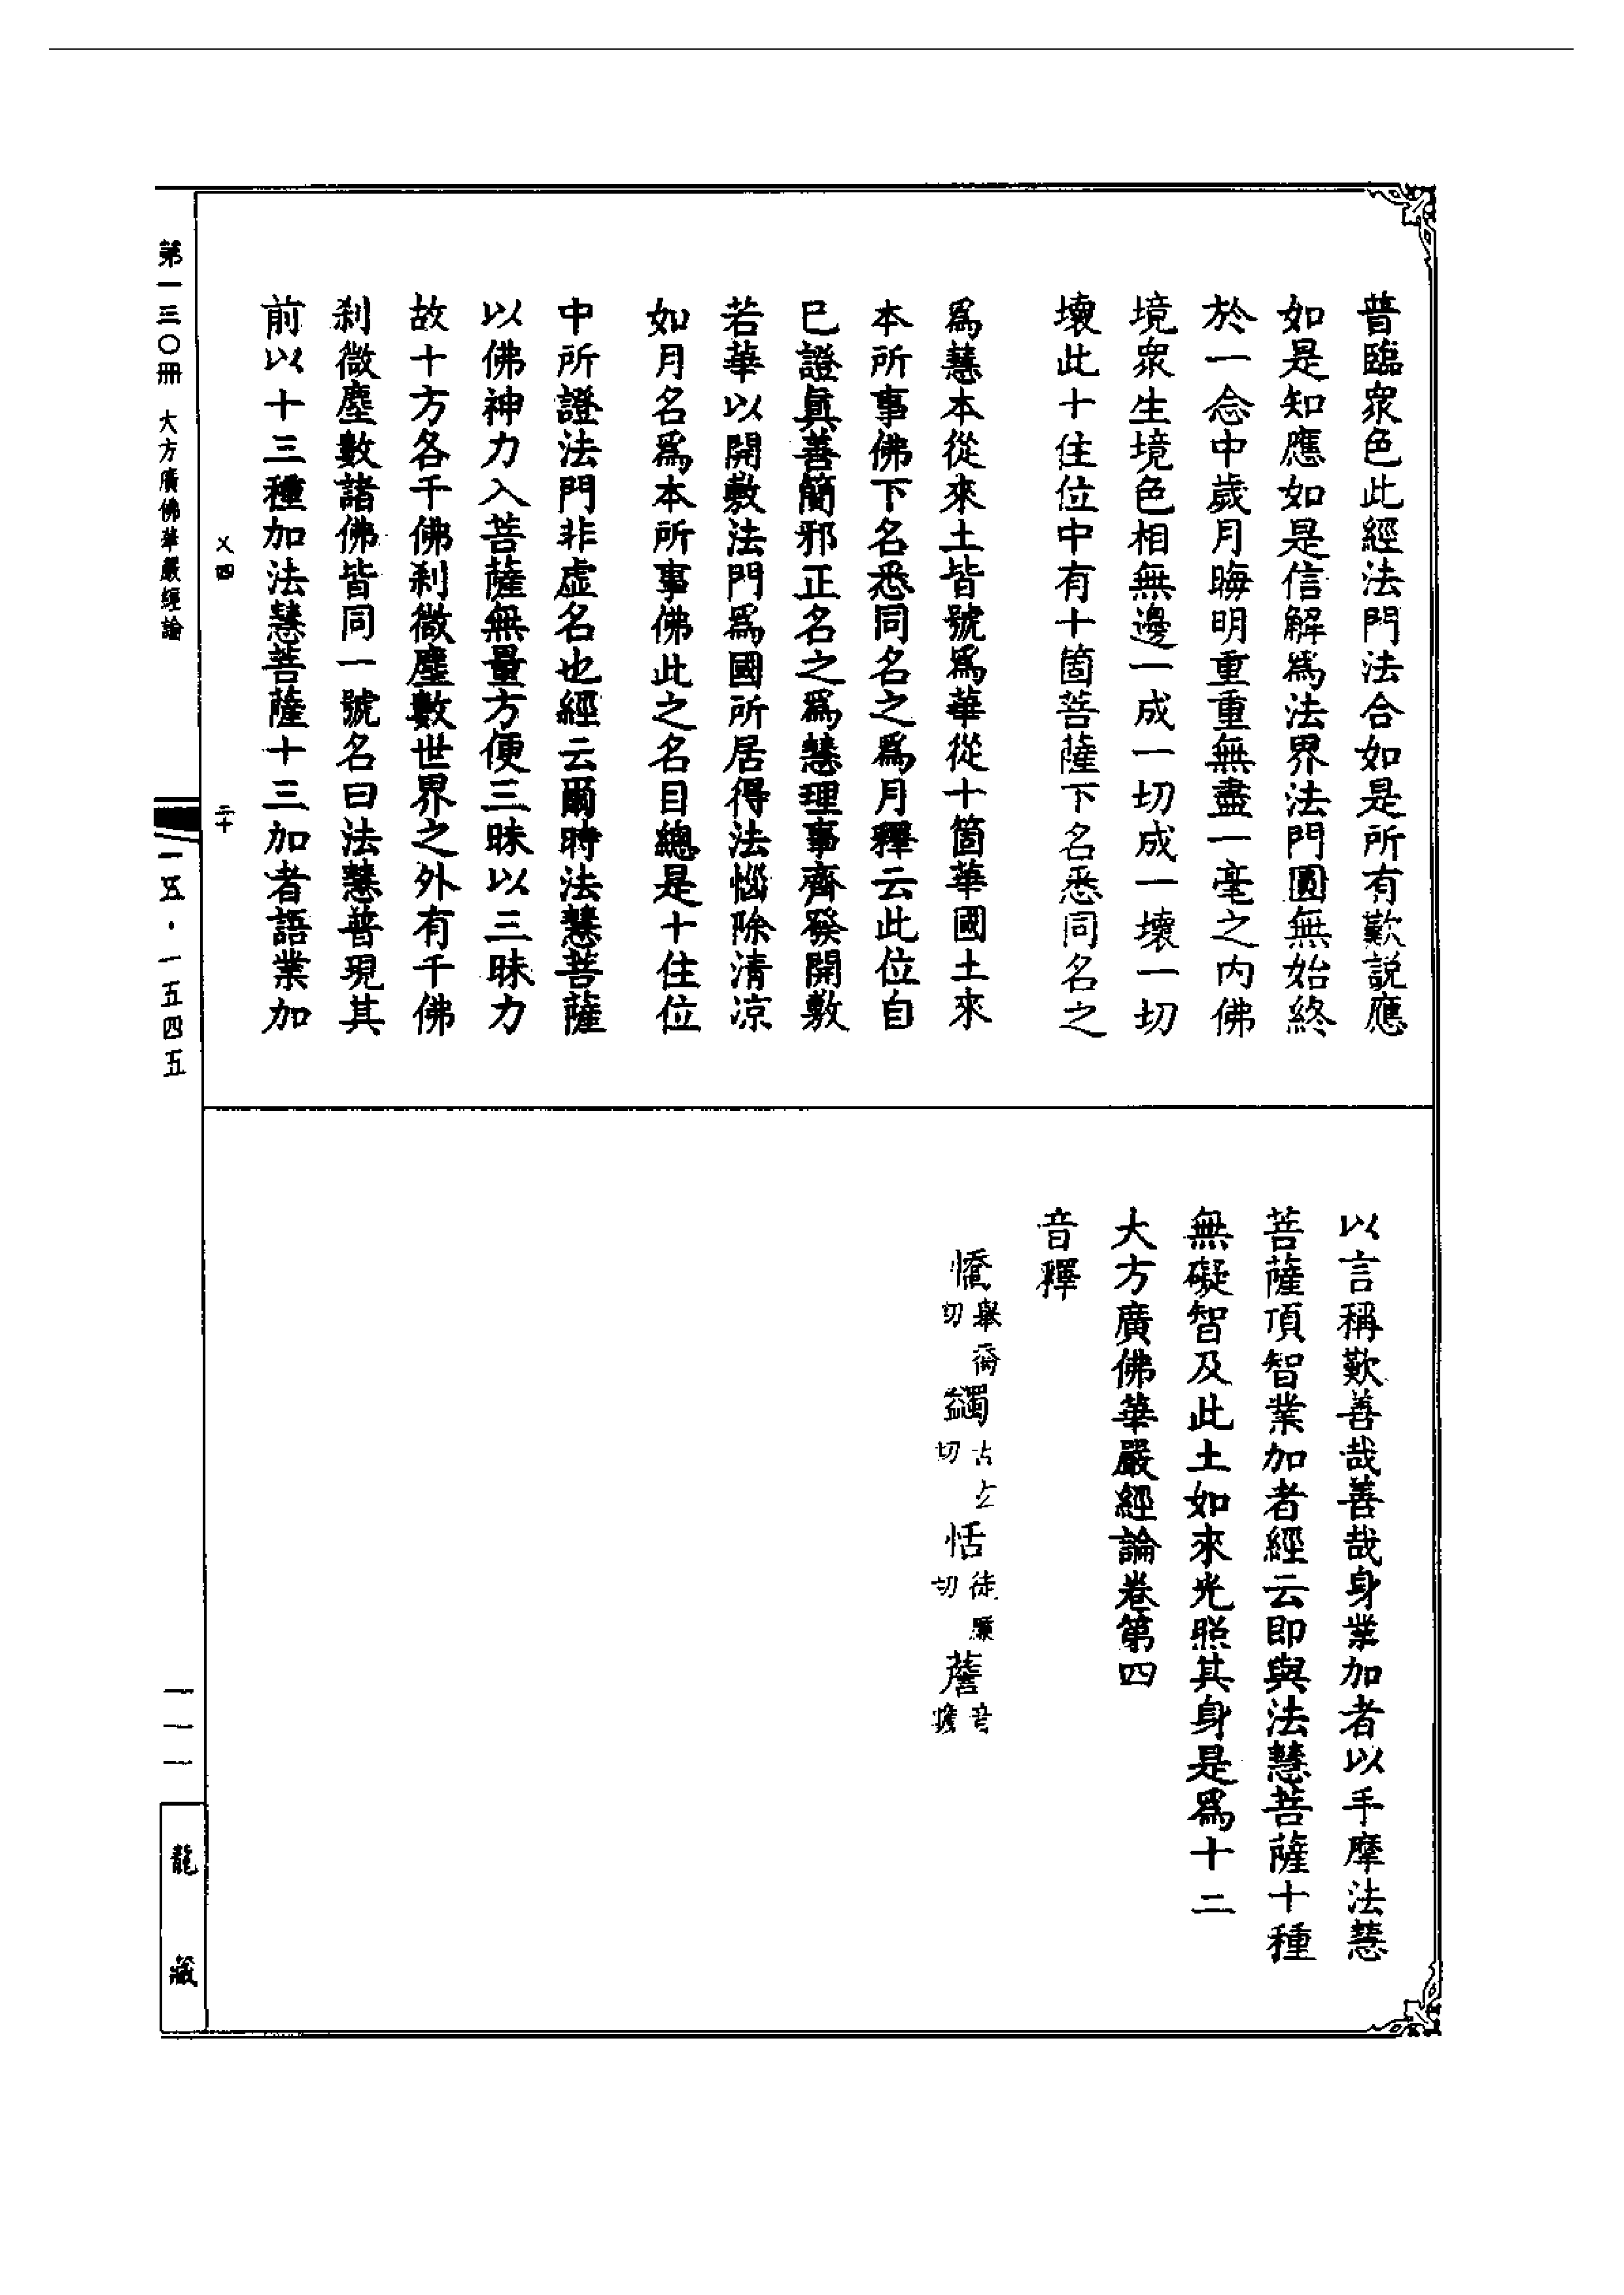 普臨衆色此經法門法合如是所有歎説應
如是知應如是信解爲法界法門圓無始終
於一念中歲月晦明重重無盡一毫之內佛
境衆生境色相無邊一成一切成一壞一切
壞此十住位中有十箇菩薩下名悉同名之
爲慧本從來土皆號爲華從十箇華國土來
本所事佛下名悉同名之爲月釋云此位自
已證眞善簡邪正名之爲慧理事齊發開敷
若華以開敷法門爲國所居得法惱除清凉
如月名爲本所事佛此之名目總是十住位
中所證法門非虛名也經云爾時法慧菩薩
以佛神力入菩薩無量方便三昧以三昧力
故十方各千佛刹微塵數世界之外有千佛
刹微塵數諸佛皆同一號名曰法慧普現其
前以十三種加法慧菩薩十三加者語業加
以言稱歎善哉善哉身業加者以手摩法慧
菩薩頂智業加者經云即與法慧菩薩十種
無礙智及此土如來光照其身是爲十二
大方廣佛華嚴經論卷第四
音釋
憍舉喬切蠲古玄切恬徒廉切薝音
㐅四 二十
第一三〇冊 大方廣佛華嚴經論
一五·一五四五
一一一
龍藏